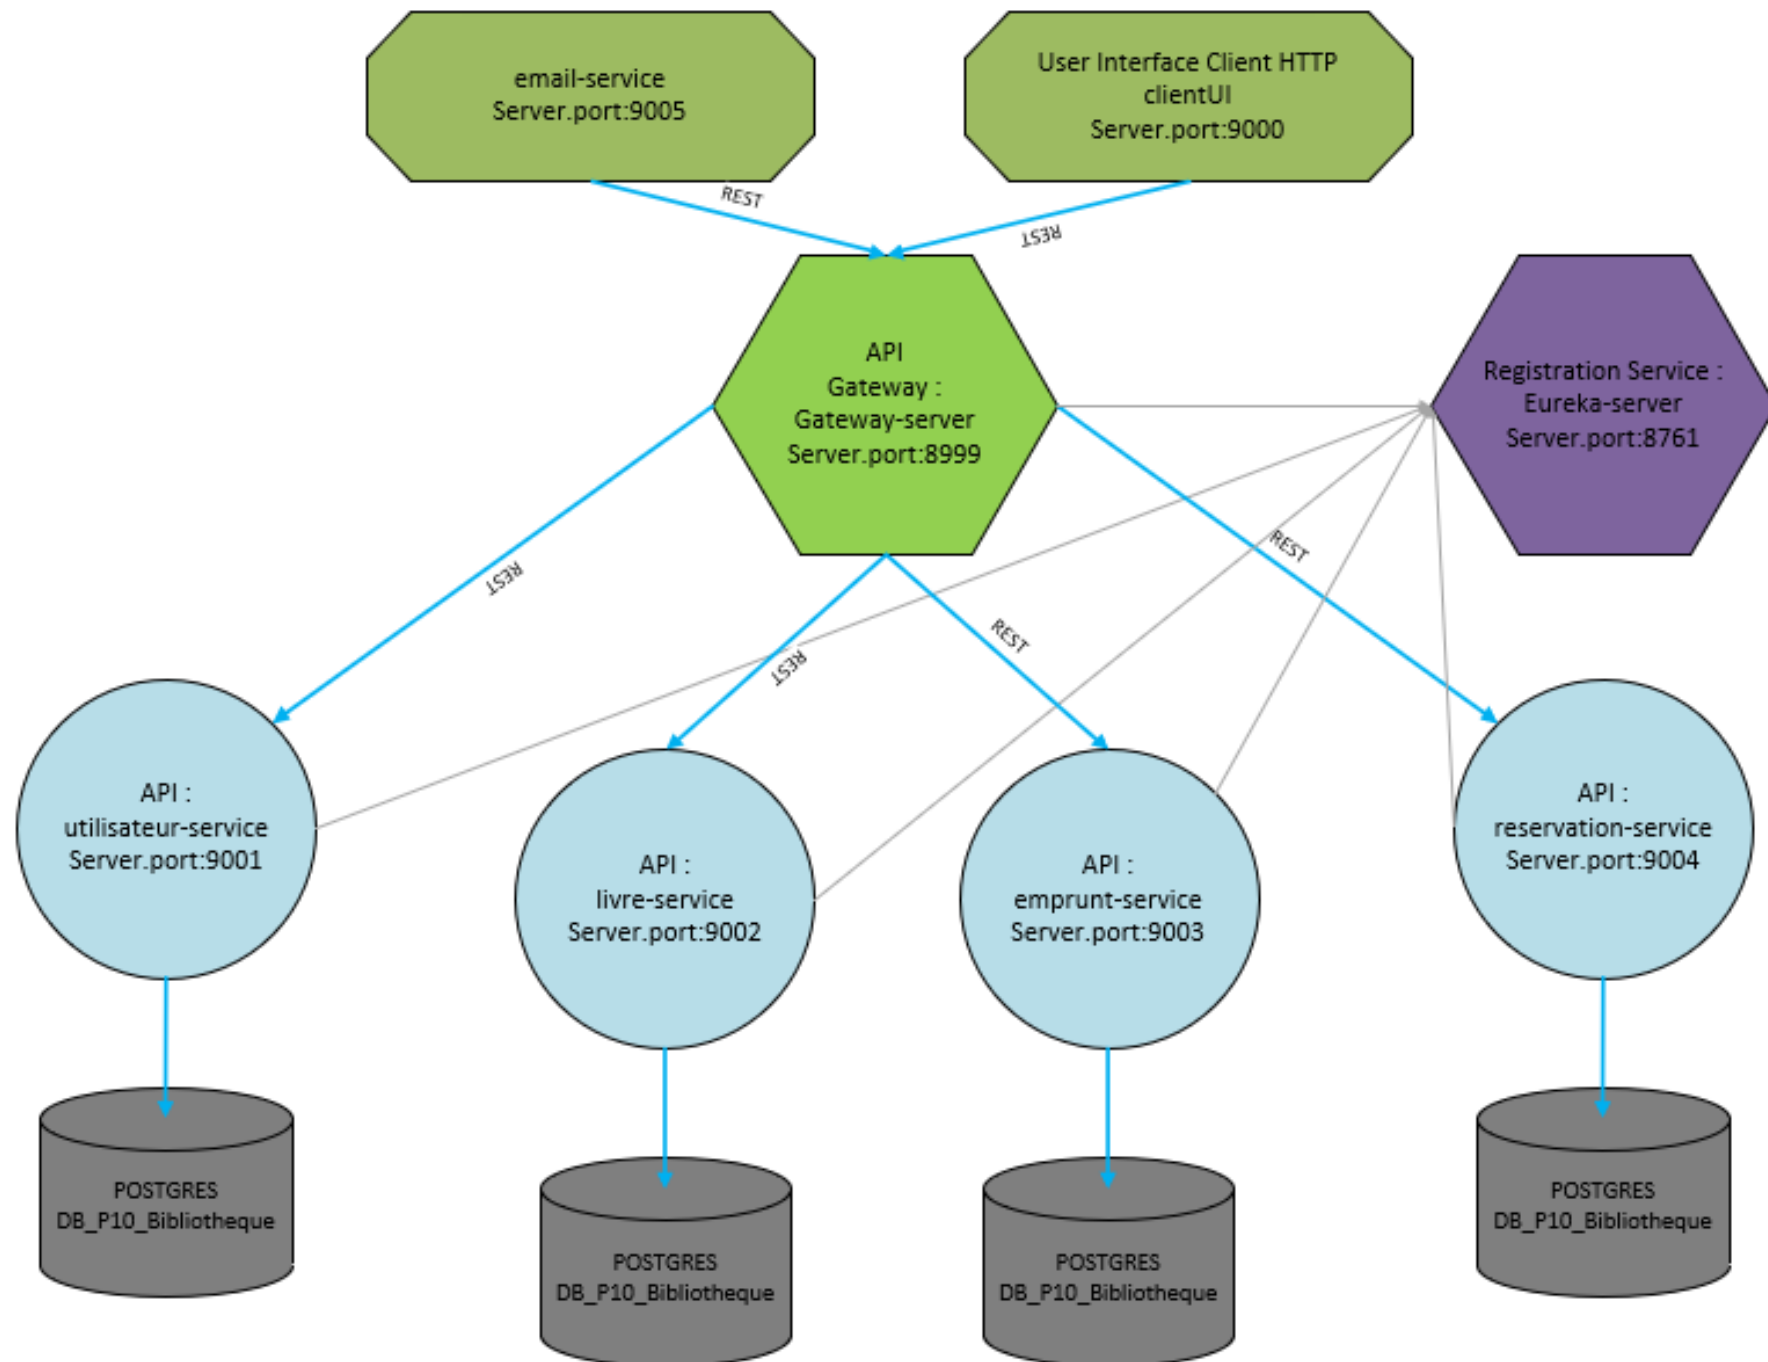 email-service
Server.port:9005
User Interface Client HTTP
clientUI
Server.port:9000
REST
REST
API
Gateway :
Gateway-server
Server.port:8999
Registration Service :
Eureka-server
Server.port:8761
REST
REST
REST
REST
API :
utilisateur-service
Server.port:9001
API :
livre-service
Server.port:9002
API :
emprunt-service
Server.port:9003
API :
reservation-service
Server.port:9004
POSTGRES
DB_P10_Bibliotheque
POSTGRES
DB_P10_Bibliotheque
POSTGRES
DB_P10_Bibliotheque
POSTGRES
DB_P10_Bibliotheque